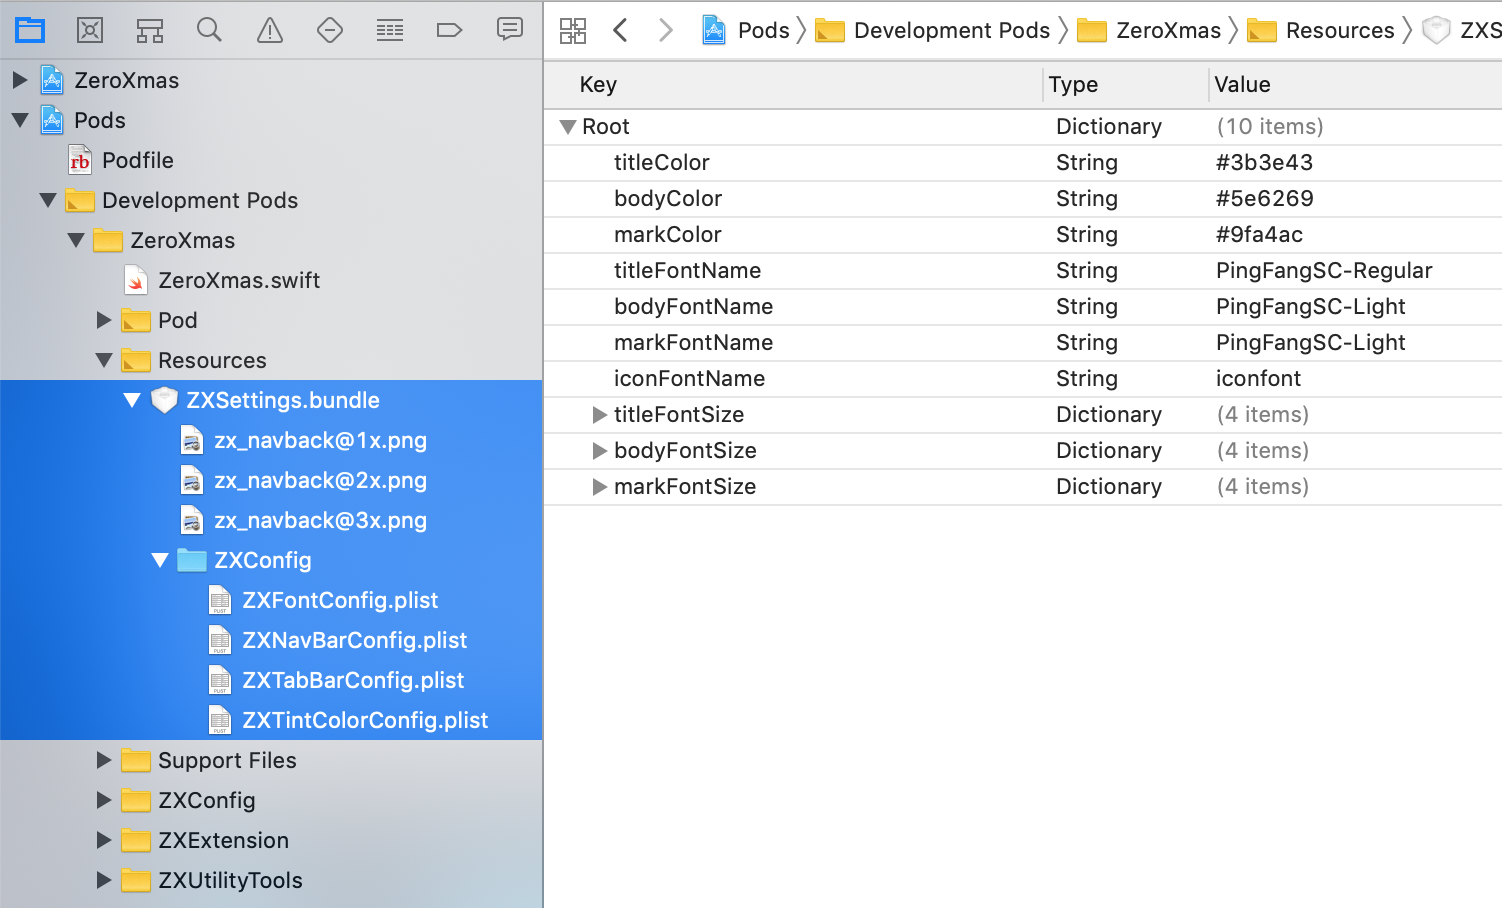 ZeroXmas
Pods
rb Podfile
Development Pods
ZeroXmas
ZeroXmas.swift
Pod
Resources
ZXSettings.bundle
zx_navback@1x.png
zx_navback@2x.png
zx_navback@3x.png
ZXConfig
PLIST ZXFontConfig.plist
PLIST ZXNavBarConfig.plist
PLIST ZXTabBarConfig.plist
PLIST ZXTintColorConfig.plist
Support Files
ZXConfig
ZXExtension
ZXUtilityTools
Pods Development Pods ZeroXmas Resources ZXS
Key Type Value
Root Dictionary (10 items)
titleColor String #3b3e43
bodyColor String #5e6269
markColor String #9fa4ac
titleFontName String PingFangSC-Regular
bodyFontName String PingFangSC-Light
markFontName String PingFangSC-Light
iconFontName String iconfont
titleFontSize Dictionary (4 items)
bodyFontSize Dictionary (4 items)
markFontSize Dictionary (4 items)